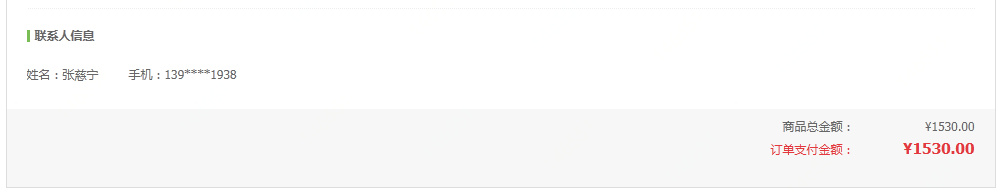 联系人信息
姓名：张慈宁 手机：139****1938
商品总金额： ¥1530.00
订单支付金额： ¥1530.00